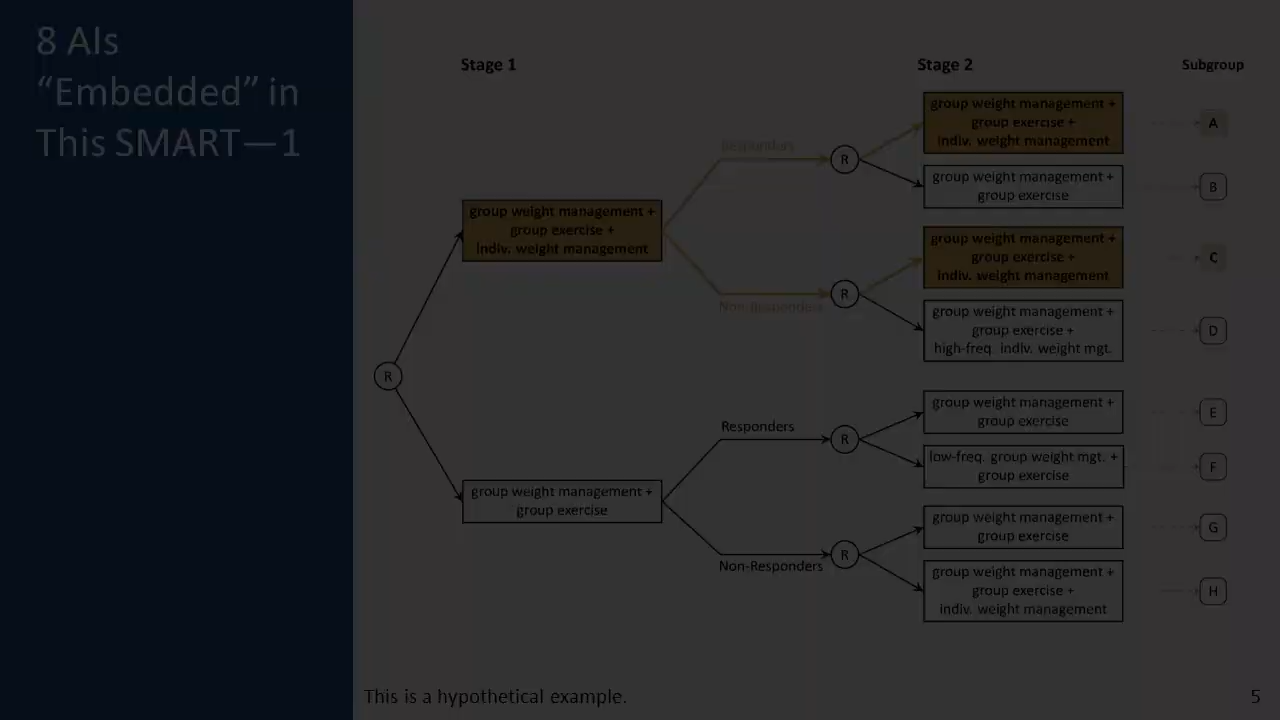 8 AIs
“Embedded” in
This SMART—1
Stage 1
Stage 2
Subgroup
group weight management +
group exercise +
indiv. weight management
A
Responders
R
group weight management +
group exercise
B
group weight management +
group exercise +
indiv. weight management
group weight management +
group exercise +
indiv. weight management
C
R
Non-Responders
group weight management +
group exercise +
high-freq. indiv. weight mgt.
D
R
group weight management +
group exercise
E
Responders
R
low-freq. group weight mgt. +
group exercise
F
group weight management +
group exercise
group weight management +
group exercise
G
R
Non-Responders
group weight management +
group exercise +
indiv. weight management
H
This is a hypothetical example.
5